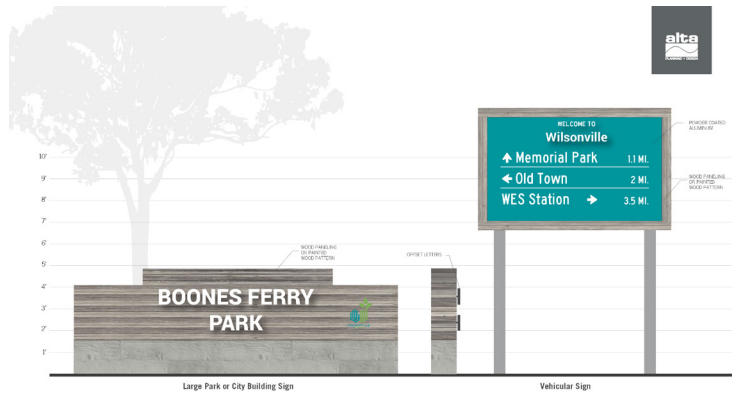 alta
PLANNING + DESIGN
WELCOME TO
Wilsonville
Memorial Park 1.1 MI.
Old Town 2 MI.
WES Station 3.5 MI.
POWDER COATED
ALUMINUM
WOOD PANELING
OR PAINTED
WOOD PATTERN
10'
9'
8'
7'
6'
5'
4'
3'
2'
1'
WOOD PANELING
OR PAINTED
WOOD PATTERN
OFFSET LETTERS
BOONES FERRY
PARK
Large Park or City Building Sign
Vehicular Sign